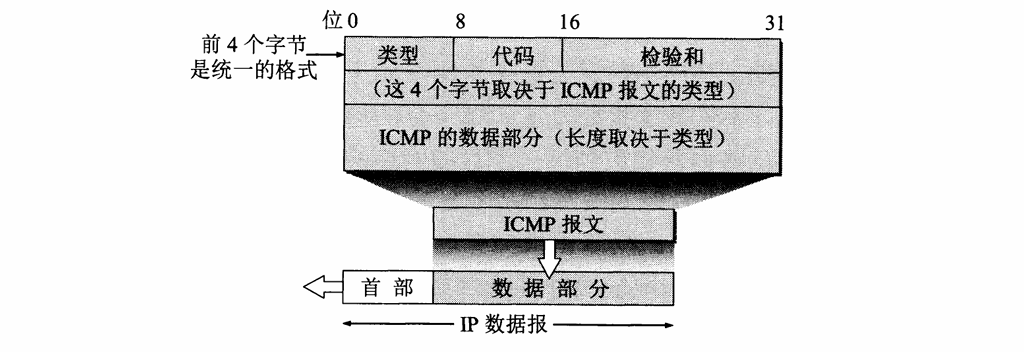 位 0 8 16 31
前 4 个字节
是统一的格式
类型 代码 检验和
（这 4 个字节取决于 ICMP 报文的类型）
ICMP 的数据部分（长度取决于类型）
ICMP 报文
首 部 数 据 部 分
IP 数据报